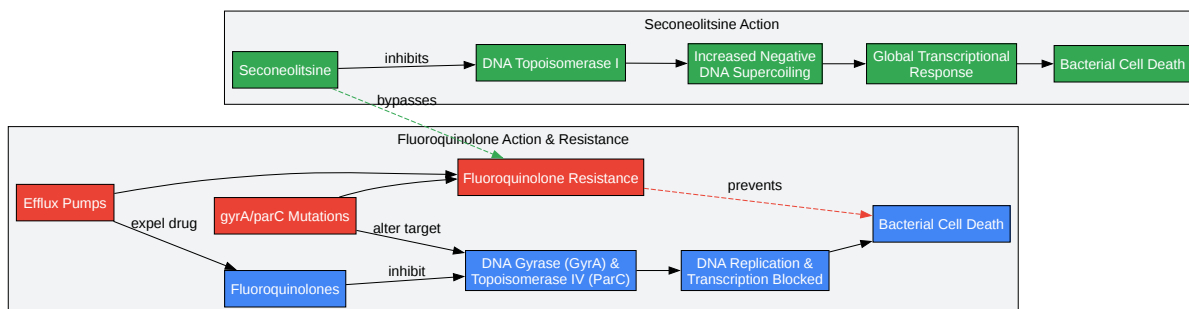 Seconeolitsine Action
Seconeolitsine
inhibits
DNA Topoisomerase I
Increased Negative
DNA Supercoiling
Global Transcriptional
Response
Bacterial Cell Death
bypasses
Fluoroquinolone Action & Resistance
Efflux Pumps
expel drug
gyrA/parC Mutations
alter target
Fluoroquinolone Resistance
prevents
Bacterial Cell Death
Fluoroquinolones
inhibit
DNA Gyrase (GyrA) &
Topoisomerase IV (ParC)
DNA Replication &
Transcription Blocked